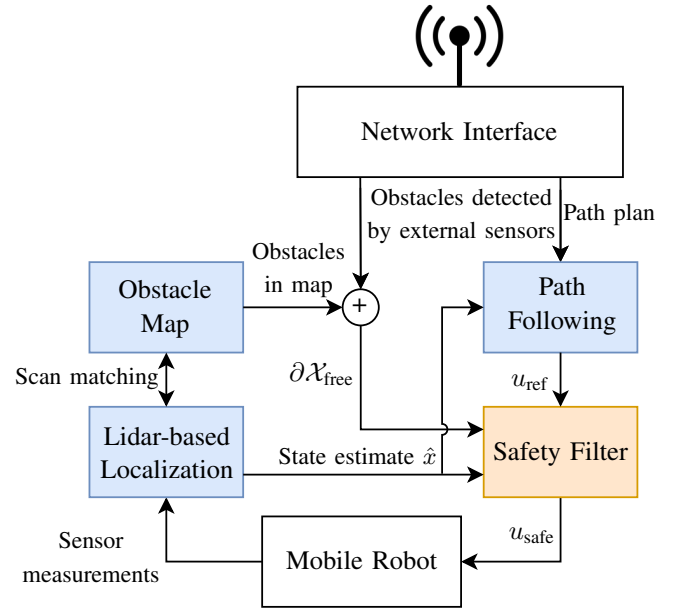 Network Interface
Obstacles detected
by external sensors
Path plan
Obstacles
in map
Obstacle
Map
+
Path
Following
Scan matching
∂𝒳free
uref
Lidar-based
Localization
State estimate x̂
Safety Filter
Sensor
measurements
Mobile Robot
usafe